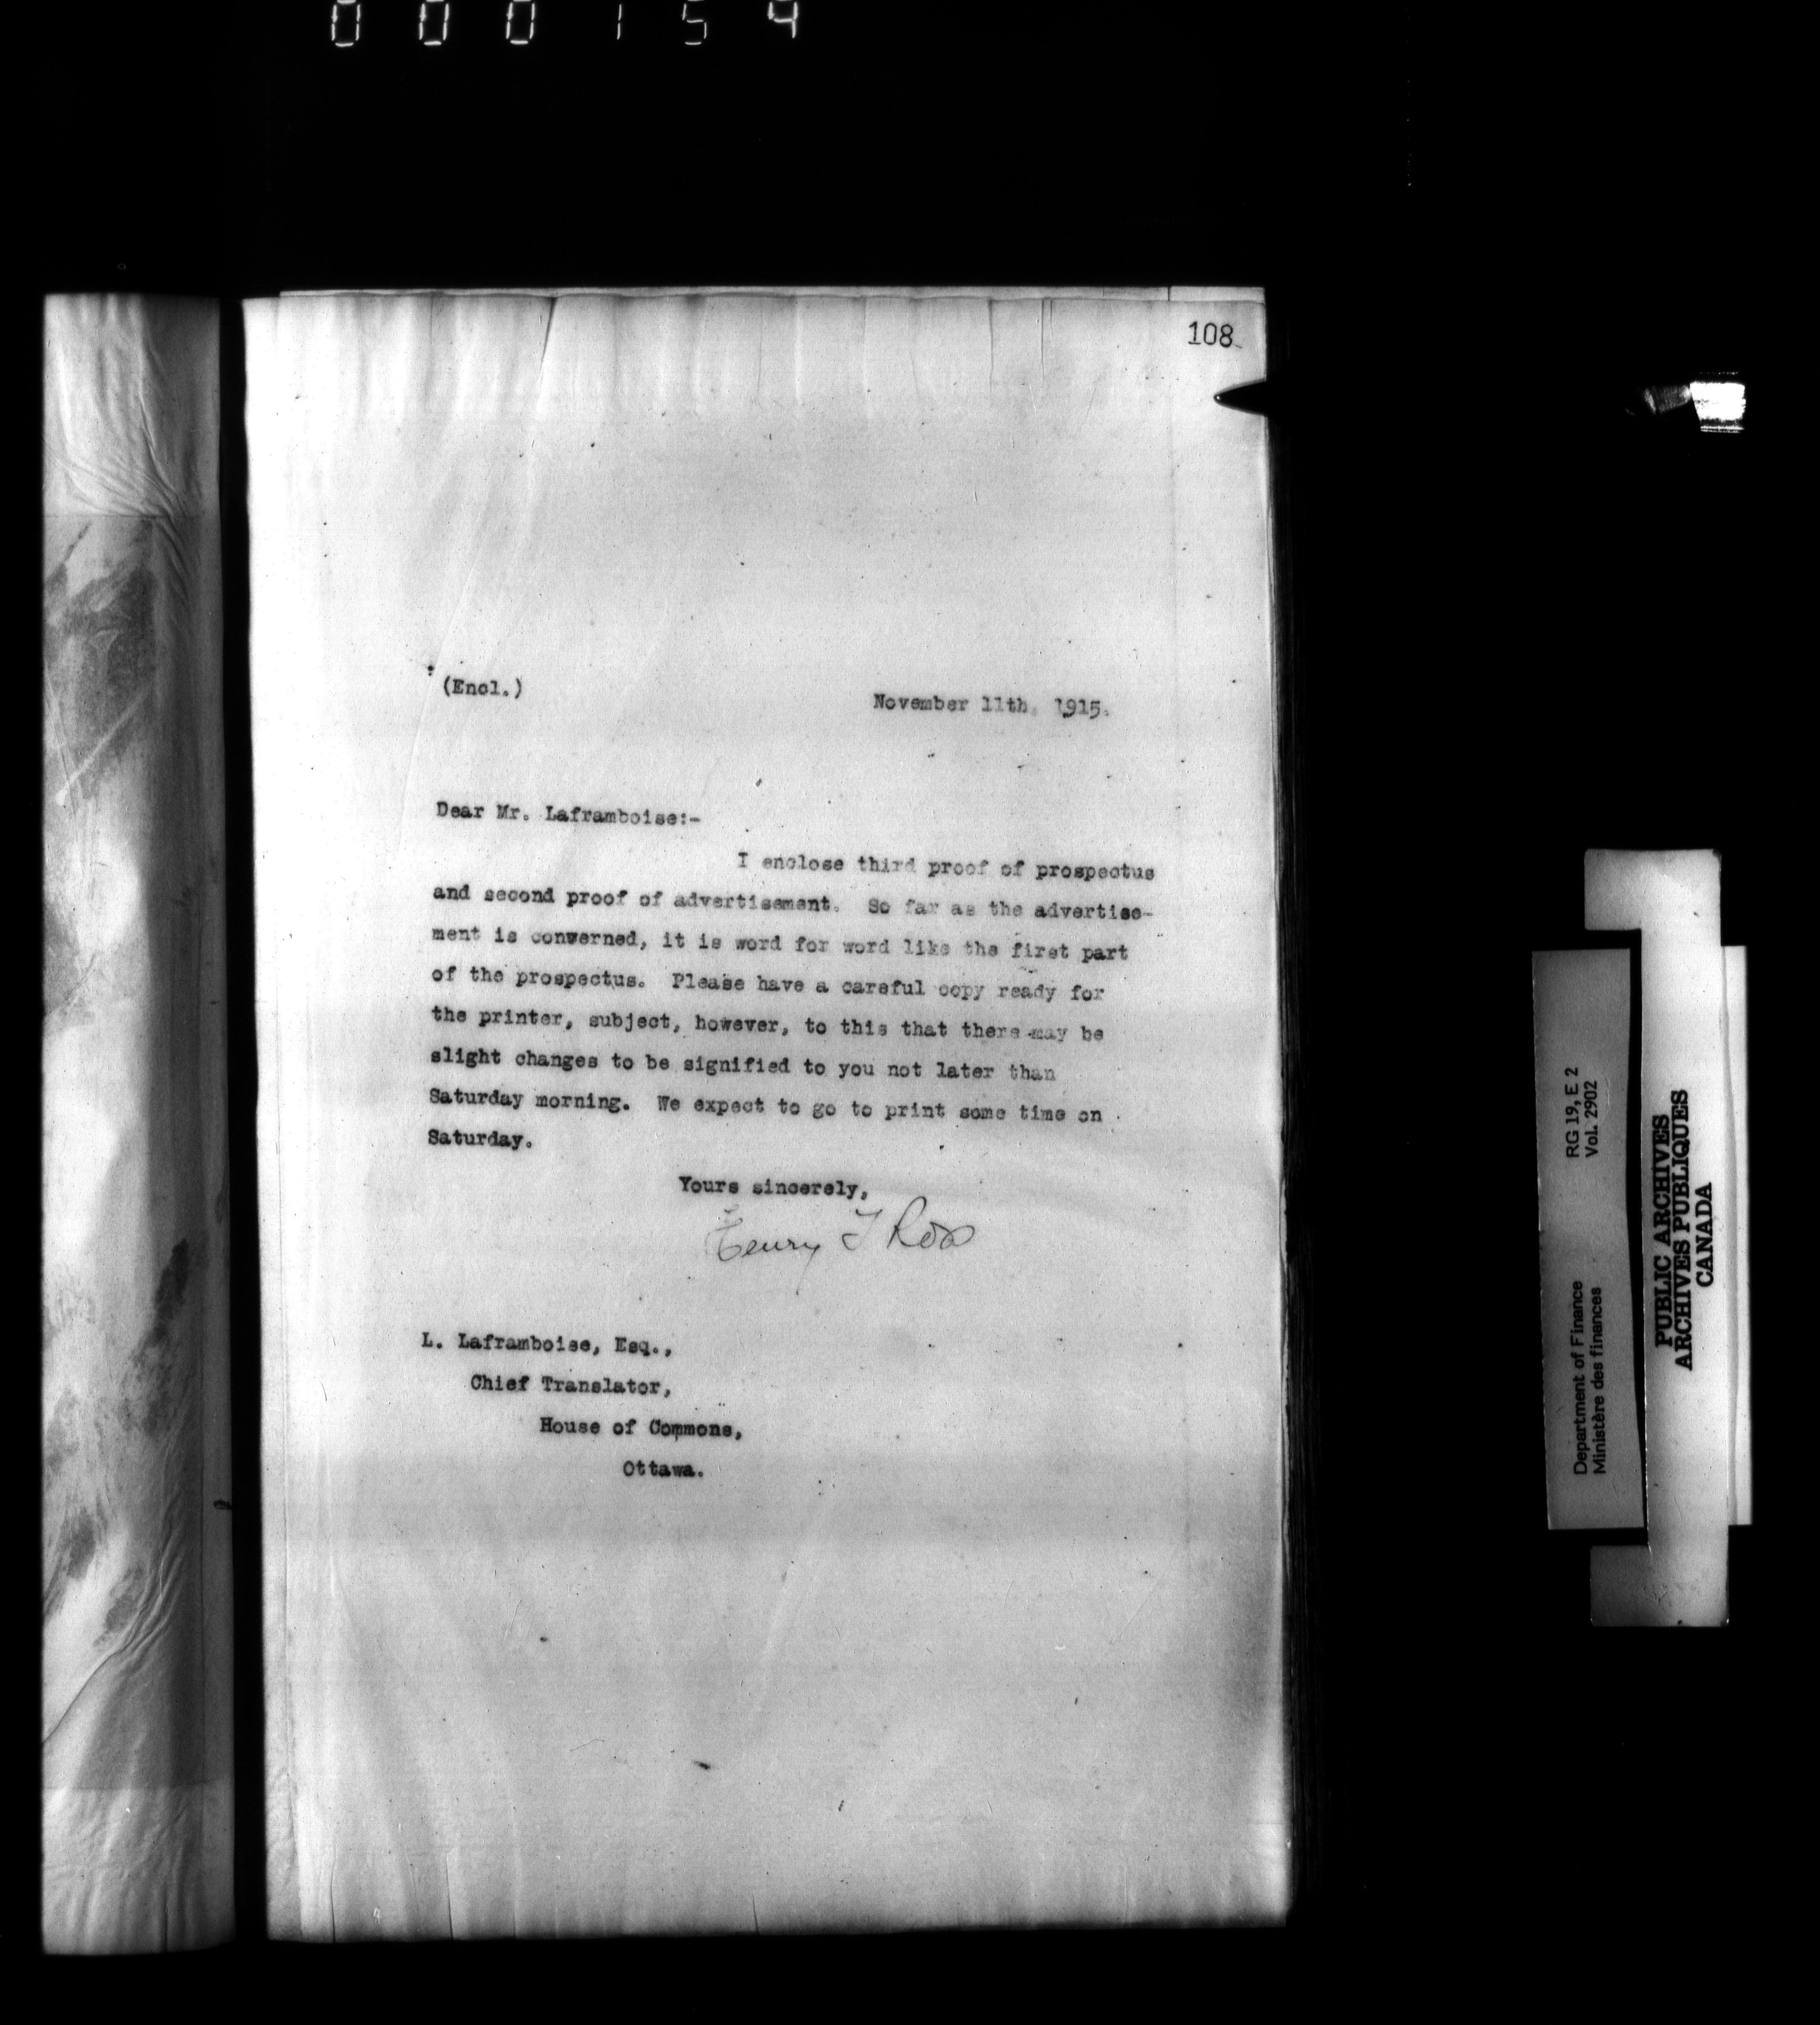 000154
108
(Encl.)
November 11th, 1915.
Dear Mr. Laframboise:-
I enclose third proof of prospectus
and second proof of advertisement. So far as the advertise-
ment is converned, it is word for word like the first part
of the prospectus. Please have a careful copy ready for
the printer, subject, however, to this that there may be
slight changes to be signified to you not later than
Saturday morning. We expect to go to print some time on
Saturday.
Yours sincerely,
Henry T Ross
L. Laframboise, Esq.,
Chief Translator,
House of Commons,
Ottawa.
Department of Finance RG 19, E 2
Ministère des finances Vol. 2902
PUBLIC ARCHIVES
ARCHIVES PUBLIQUES
CANADA